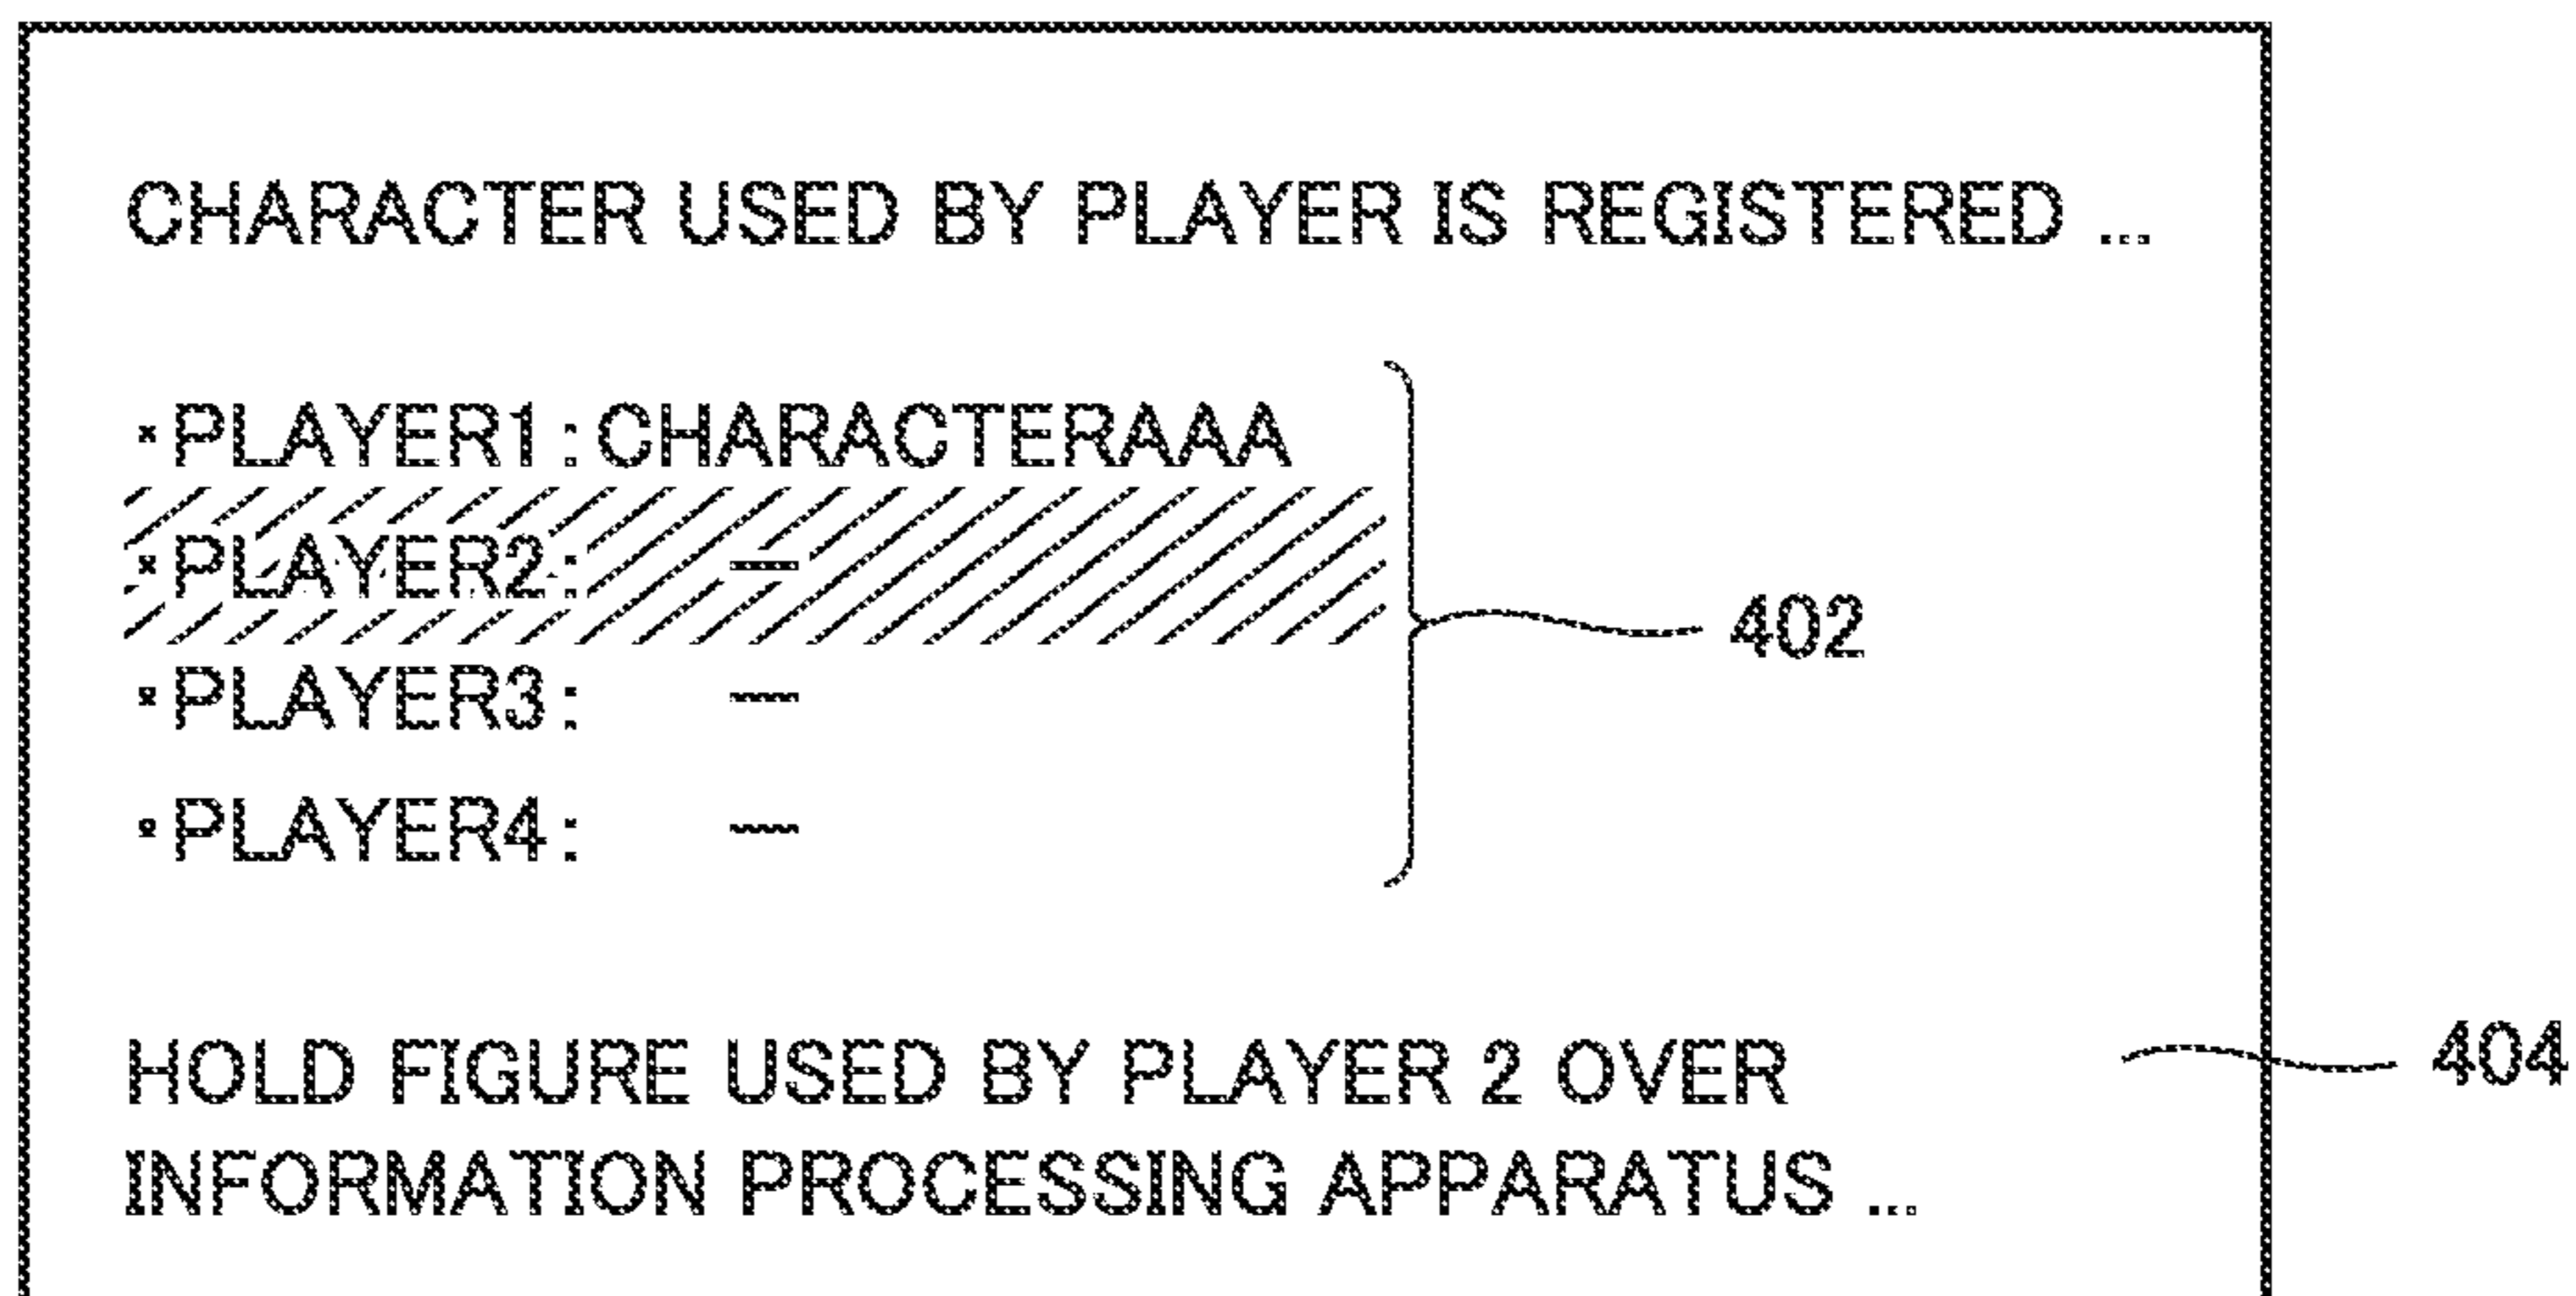 CHARACTER USED BY PLAYER IS REGISTERED ...
・PLAYER1:CHARACTERAAA
・PLAYER2: —
402
・PLAYER3: —
・PLAYER4: —
HOLD FIGURE USED BY PLAYER 2 OVER
404
INFORMATION PROCESSING APPARATUS ...